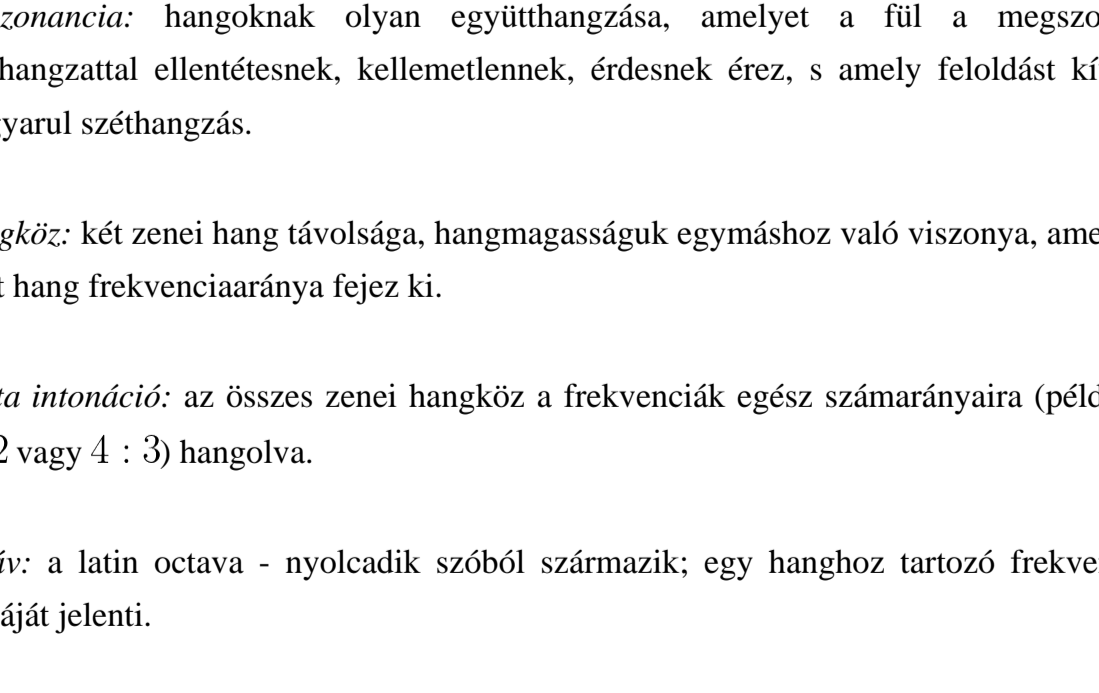 zonancia: hangoknak olyan együtthangzása, amelyet a fül a megszo
hangzattal ellentétesnek, kellemetlennek, érdesnek érez, s amely feloldást kí
yarul széthangzás.
gköz: két zenei hang távolsága, hangmagasságuk egymáshoz való viszonya, ame
t hang frekvenciaaránya fejez ki.
ta intonáció: az összes zenei hangköz a frekvenciák egész számarányaira (péld
2 vagy 4 : 3) hangolva.
áv: a latin octava - nyolcadik szóból származik; egy hanghoz tartozó frekve
áját jelenti.